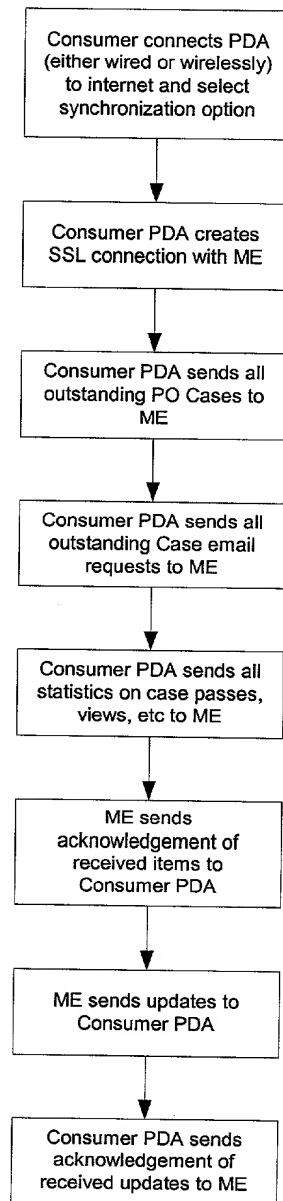 Consumer connects PDA
(either wired or wirelessly)
to internet and select
synchronization option
Consumer PDA creates
SSL connection with ME
Consumer PDA sends all
outstanding PO Cases to
ME
Consumer PDA sends all
outstanding Case email
requests to ME
Consumer PDA sends all
statistics on case passes,
views, etc to ME
ME sends
acknowledgement of
received items to
Consumer PDA
ME sends updates to
Consumer PDA
Consumer PDA sends
acknowledgement of
received updates to ME